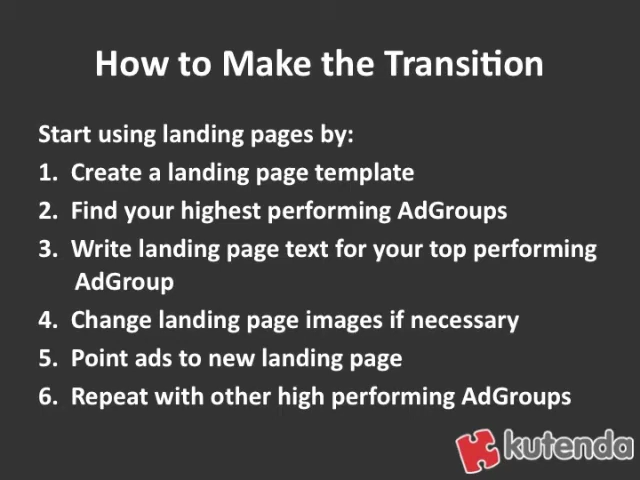 How to Make the Transition
Start using landing pages by:
1. Create a landing page template
2. Find your highest performing AdGroups
3. Write landing page text for your top performing
AdGroup
4. Change landing page images if necessary
5. Point ads to new landing page
6. Repeat with other high performing AdGroups
kutenda